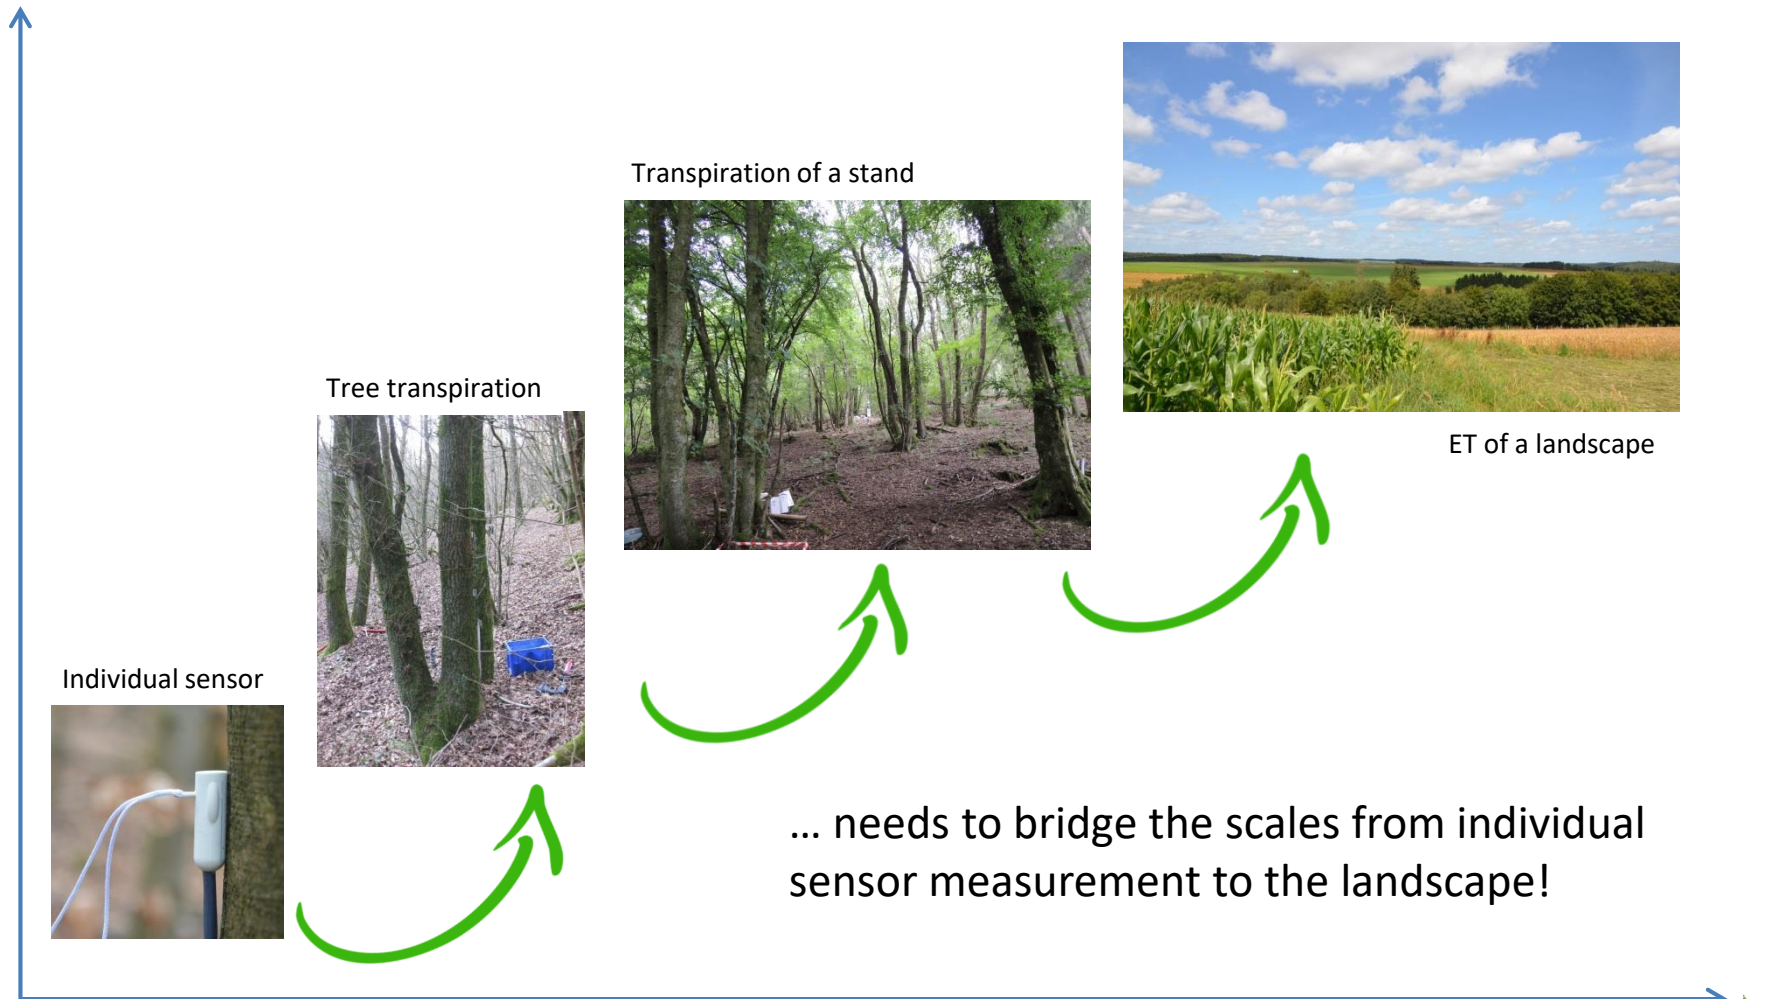 Transpiration of a stand
Tree transpiration
ET of a landscape
Individual sensor
... needs to bridge the scales from individual
sensor measurement to the landscape!